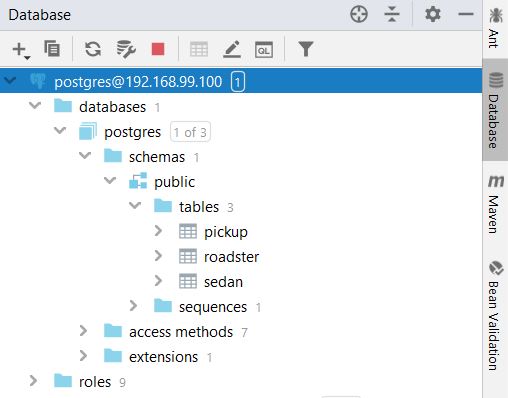 Database
QL
postgres@192.168.99.100 1
databases 1
postgres 1 of 3
schemas 1
public
tables 3
pickup
roadster
sedan
sequences 1
access methods 7
extensions 1
roles 9
Ant
Database
m Maven
Bean Validation